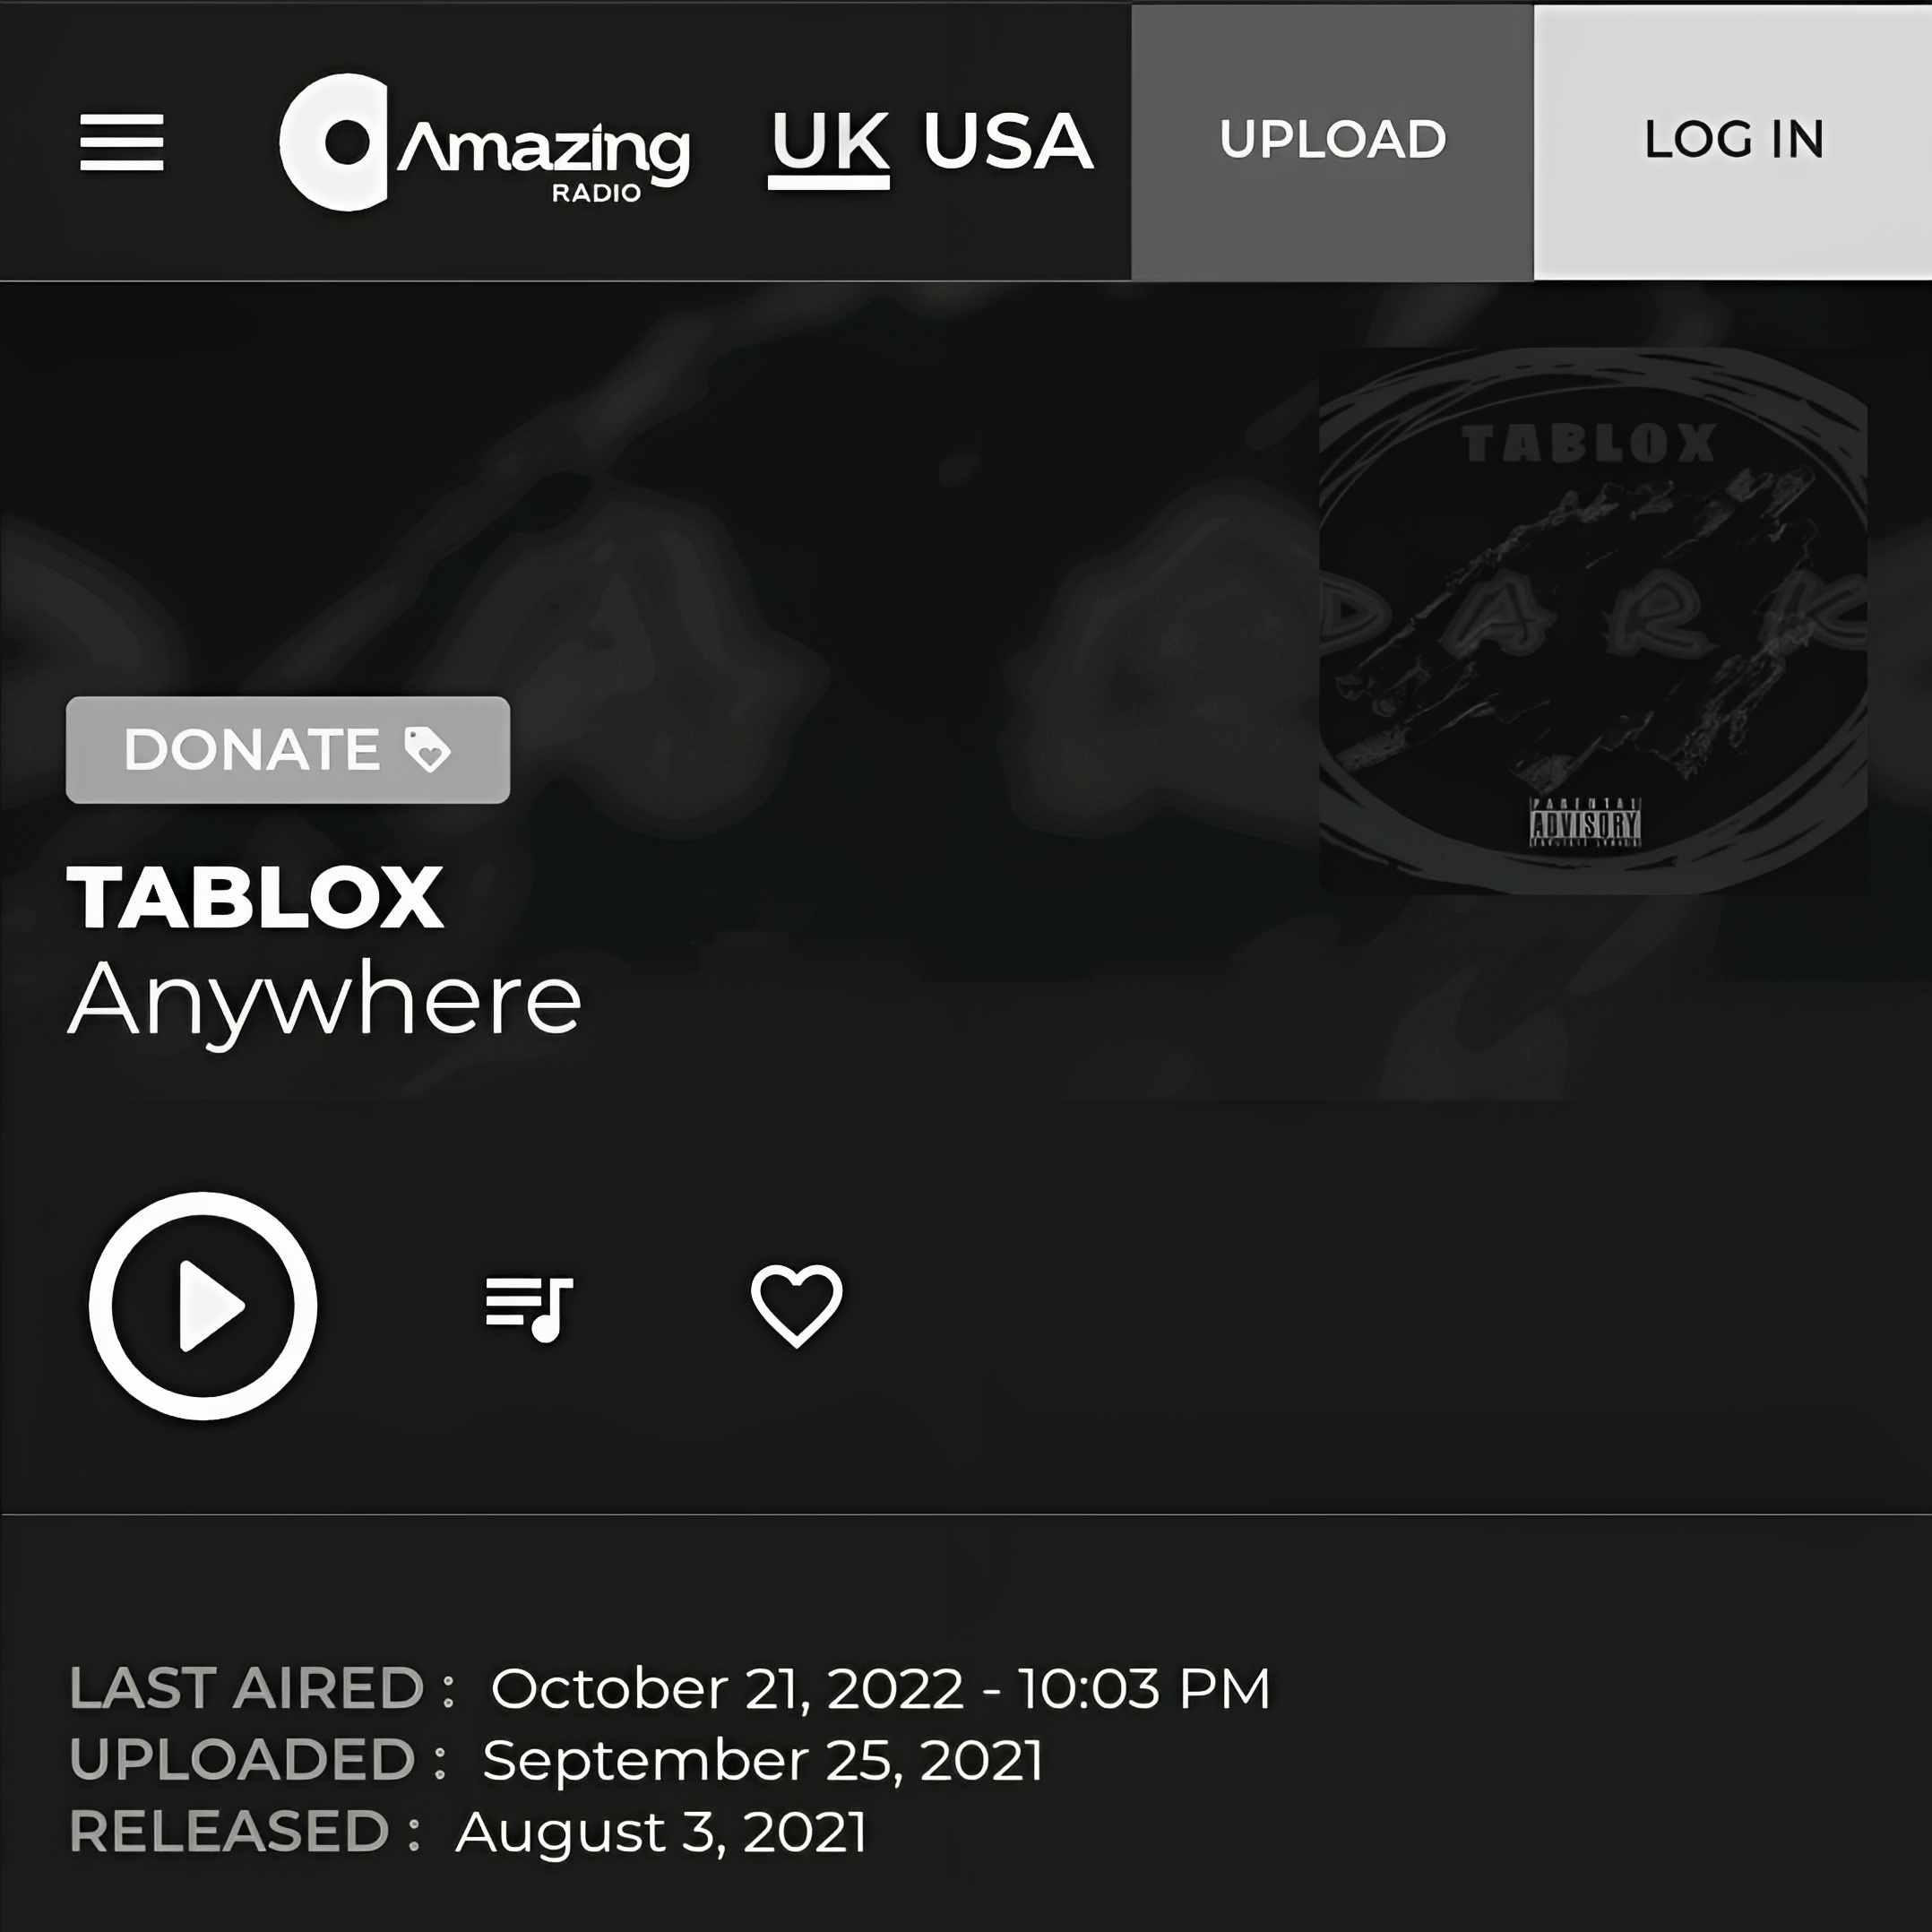 Amazing
RADIO
UK USA
UPLOAD
LOG IN
TABLOX
DARK
PARENTAL
ADVISORY
DONATE
TABLOX
Anywhere
LAST AIRED : October 21, 2022 - 10:03 PM
UPLOADED : September 25, 2021
RELEASED : August 3, 2021